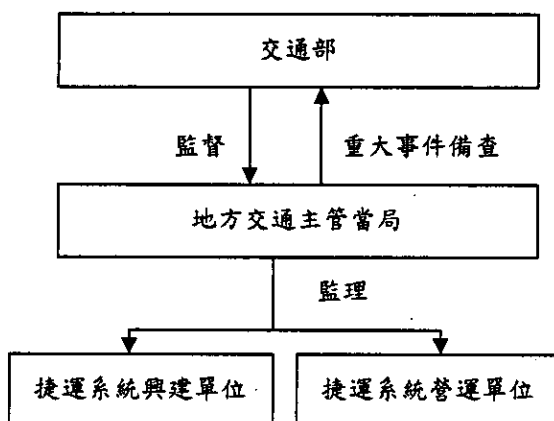 交通部
監督
重大事件備查
地方交通主管當局
監理
捷運系統興建單位
捷運系統營運單位